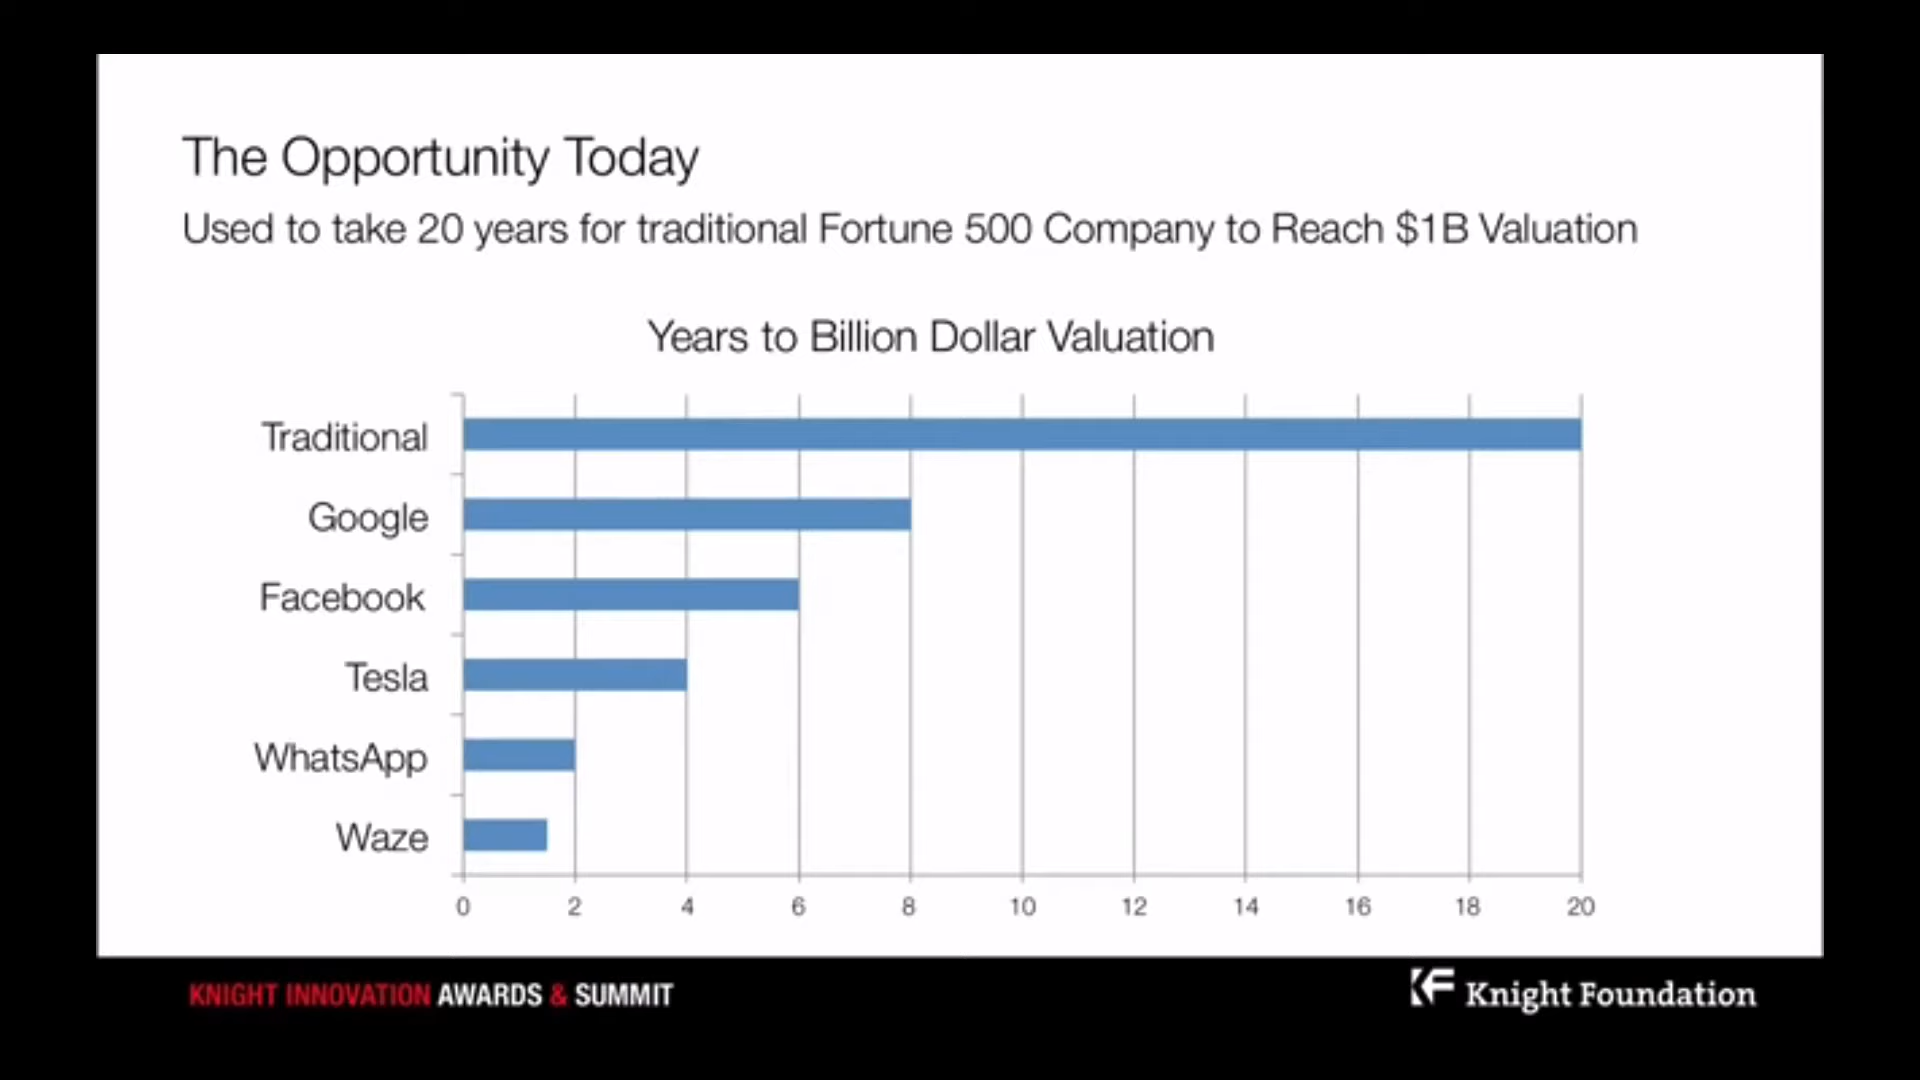 The Opportunity Today
Used to take 20 years for traditional Fortune 500 Company to Reach $1B Valuation
Years to Billion Dollar Valuation
Traditional
Google
Facebook
Tesla
WhatsApp
Waze
0 2 4 6 8 10 12 14 16 18 20
KNIGHT INNOVATION AWARDS & SUMMIT
KF Knight Foundation